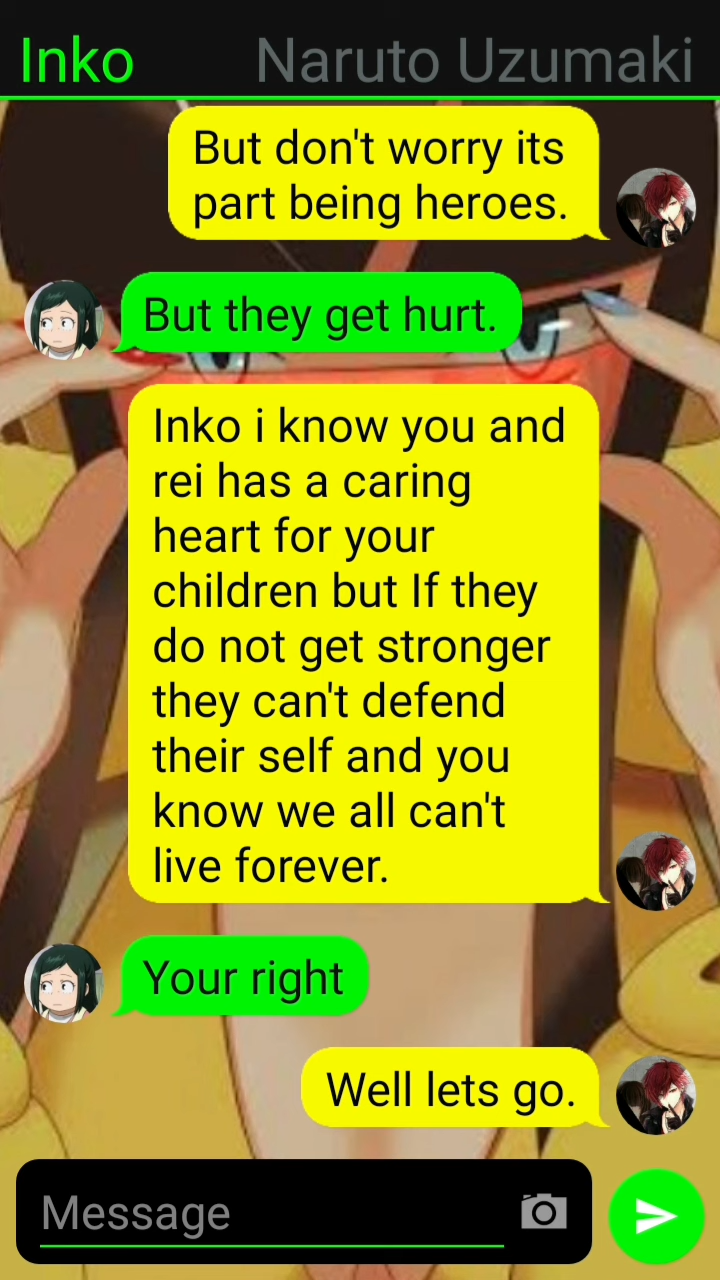 Inko Naruto Uzumaki
But don't worry its
part being heroes.
But they get hurt.
Inko i know you and
rei has a caring
heart for your
children but If they
do not get stronger
they can't defend
their self and you
know we all can't
live forever.
Your right
Well lets go.
Message